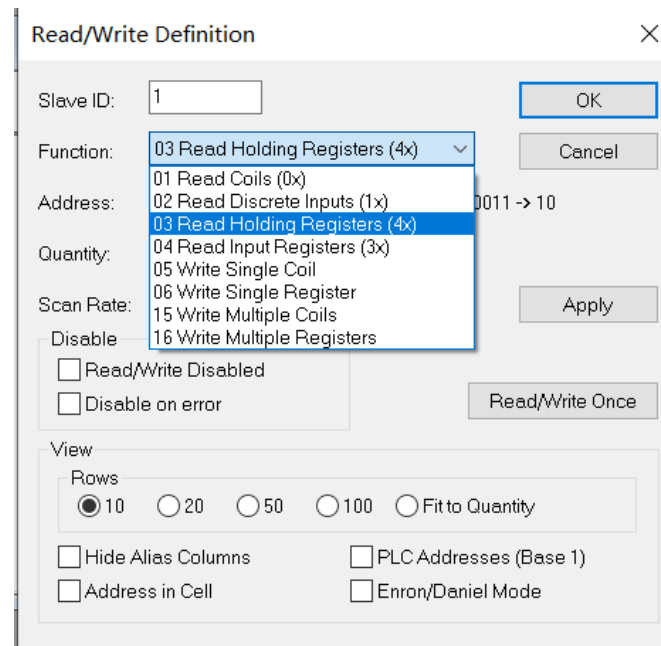 Read/Write Definition
Slave ID: 1 OK
Function: 03 Read Holding Registers (4x) Cancel
01 Read Coils (0x)
Address: 02 Read Discrete Inputs (1x) 0011 -> 10
03 Read Holding Registers (4x)
Quantity: 04 Read Input Registers (3x)
05 Write Single Coil
Scan Rate: 06 Write Single Register Apply
15 Write Multiple Coils
Disable 16 Write Multiple Registers
Read/Write Disabled
Disable on error Read/Write Once
View
Rows
10 20 50 100 Fit to Quantity
Hide Alias Columns PLC Addresses (Base 1)
Address in Cell Enron/Daniel Mode